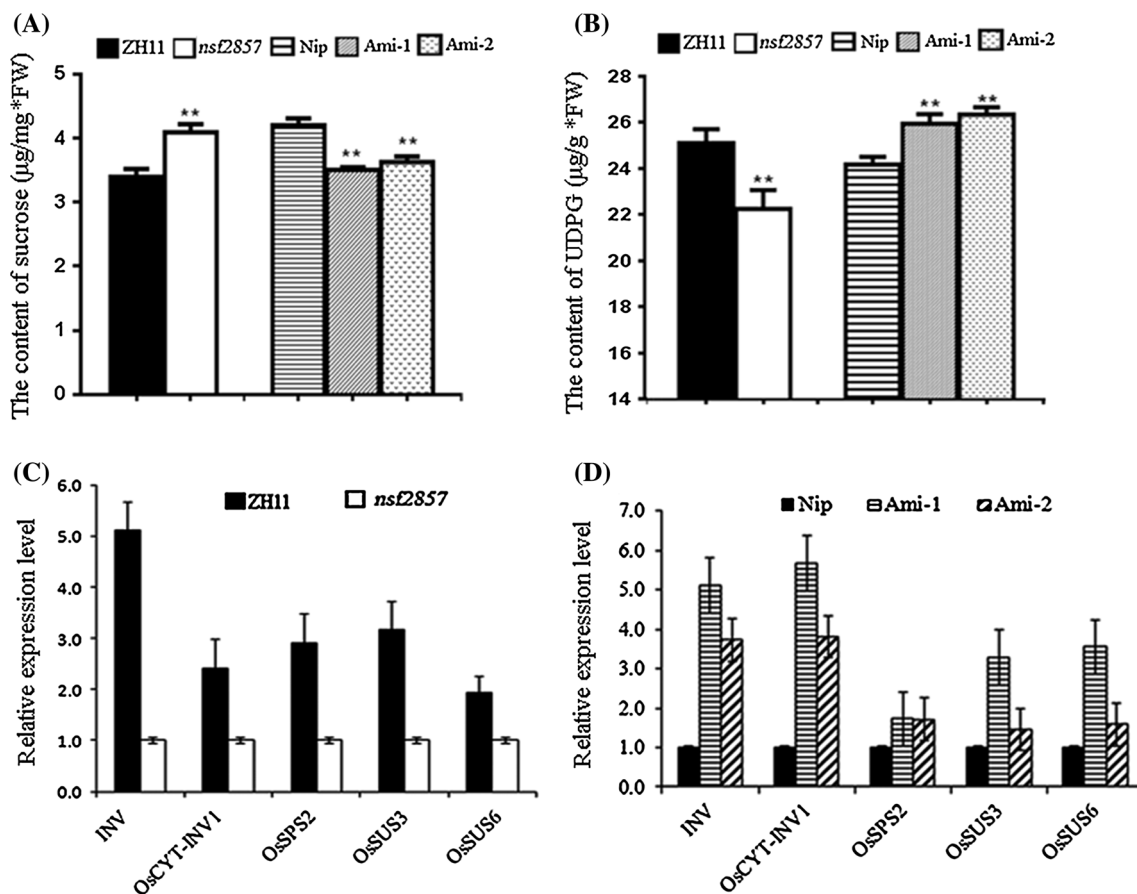 (A)
ZH11 nsf2857 Nip Ami-1 Ami-2
The content of sucrose (µg/mg*FW)
5
4
3
2
1
0
**
**
**
(B)
ZH11 nsf2857 Nip Ami-1 Ami-2
The content of UDPG (µg/g *FW)
28
26
24
22
20
18
16
14
**
**
**
(C)
ZH11 nsf2857
Relative expression level
6.0
5.0
4.0
3.0
2.0
1.0
0.0
INV
OsCYT-INV1
OsSPS2
OsSUS3
OsSUS6
(D)
Nip Ami-1 Ami-2
Relative expression level
7.0
6.0
5.0
4.0
3.0
2.0
1.0
0.0
INV
OsCYT-INV1
OsSPS2
OsSUS3
OsSUS6